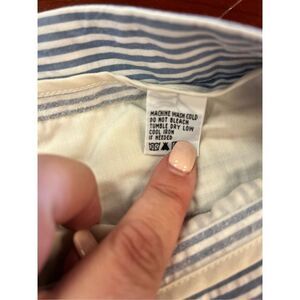 MACHINE WASH COLD
DO NOT BLEACH
TUMBLE DRY LOW
COOL IRON
IF NEEDED